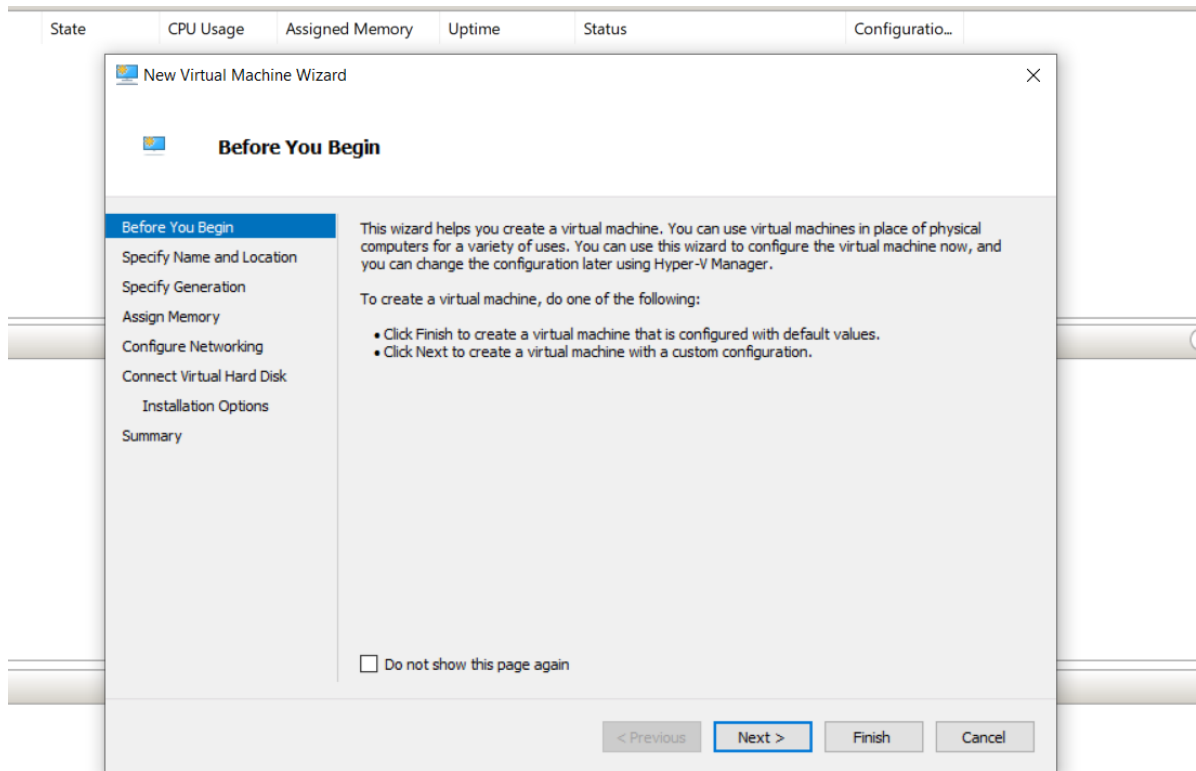 State CPU Usage Assigned Memory Uptime Status Configuratio...
New Virtual Machine Wizard
Before You Begin
Before You Begin
Specify Name and Location
Specify Generation
Assign Memory
Configure Networking
Connect Virtual Hard Disk
Installation Options
Summary
This wizard helps you create a virtual machine. You can use virtual machines in place of physical
computers for a variety of uses. You can use this wizard to configure the virtual machine now, and
you can change the configuration later using Hyper-V Manager.
To create a virtual machine, do one of the following:
• Click Finish to create a virtual machine that is configured with default values.
• Click Next to create a virtual machine with a custom configuration.
Do not show this page again
< Previous Next > Finish Cancel